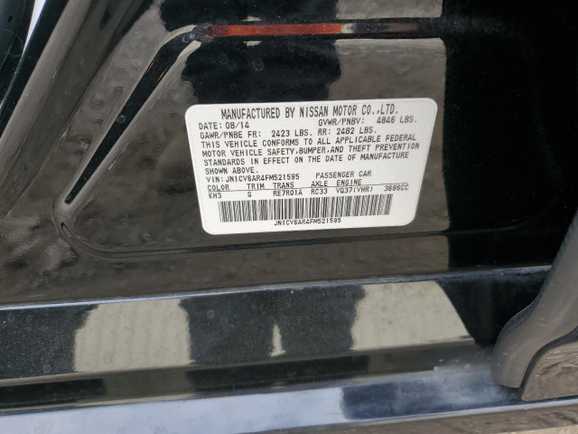 MANUFACTURED BY NISSAN MOTOR CO.,LTD.
DATE: 08/14 GVWR/PNBV: 4846 LBS.
GAWR/PNBE FR: 2423 LBS. RR: 2482 LBS.
THIS VEHICLE CONFORMS TO ALL APPLICABLE FEDERAL
MOTOR VEHICLE SAFETY,BUMPER,AND THEFT PREVENTION
STANDARDS IN EFFECT ON THE DATE OF MANUFACTURE
SHOWN ABOVE.
VIN: JN1CV6AR4FM521595 PASSENGER CAR
COLOR TRIM TRANS AXLE ENGINE
KH3 G RE7R01A RC33 VQ37(VHR) 3696CC
JN1CV6AR4FM521595